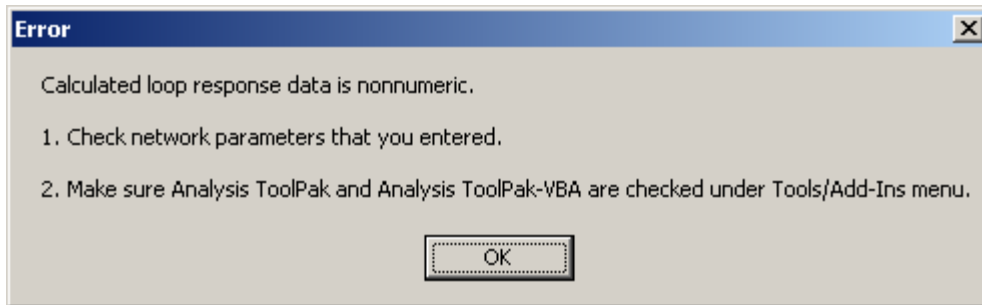 Error
Calculated loop response data is nonnumeric.
1. Check network parameters that you entered.
2. Make sure Analysis ToolPak and Analysis ToolPak-VBA are checked under Tools/Add-Ins menu.
OK